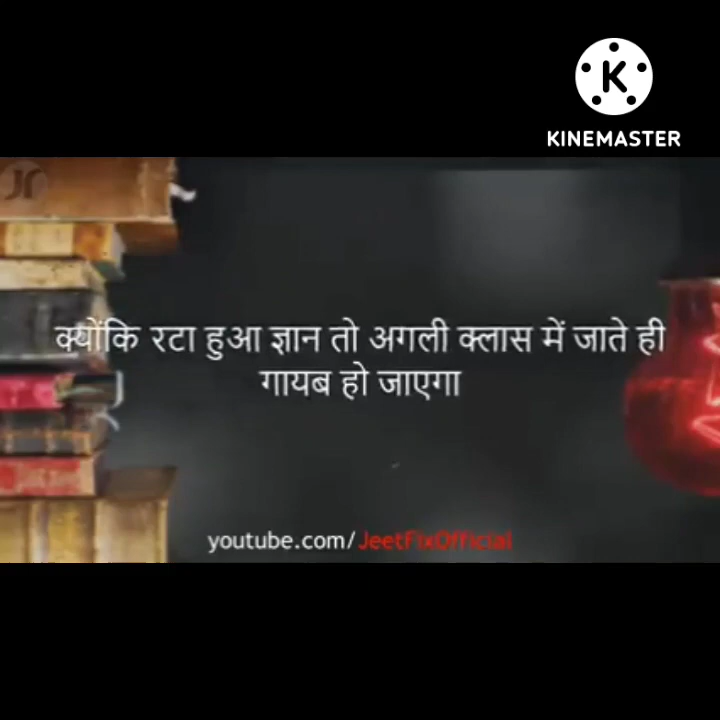 KINEMASTER
क्योंकि रटा हुआ ज्ञान तो अगली क्लास में जाते ही
गायब हो जाएगा
youtube.com/JeetFixOfficial